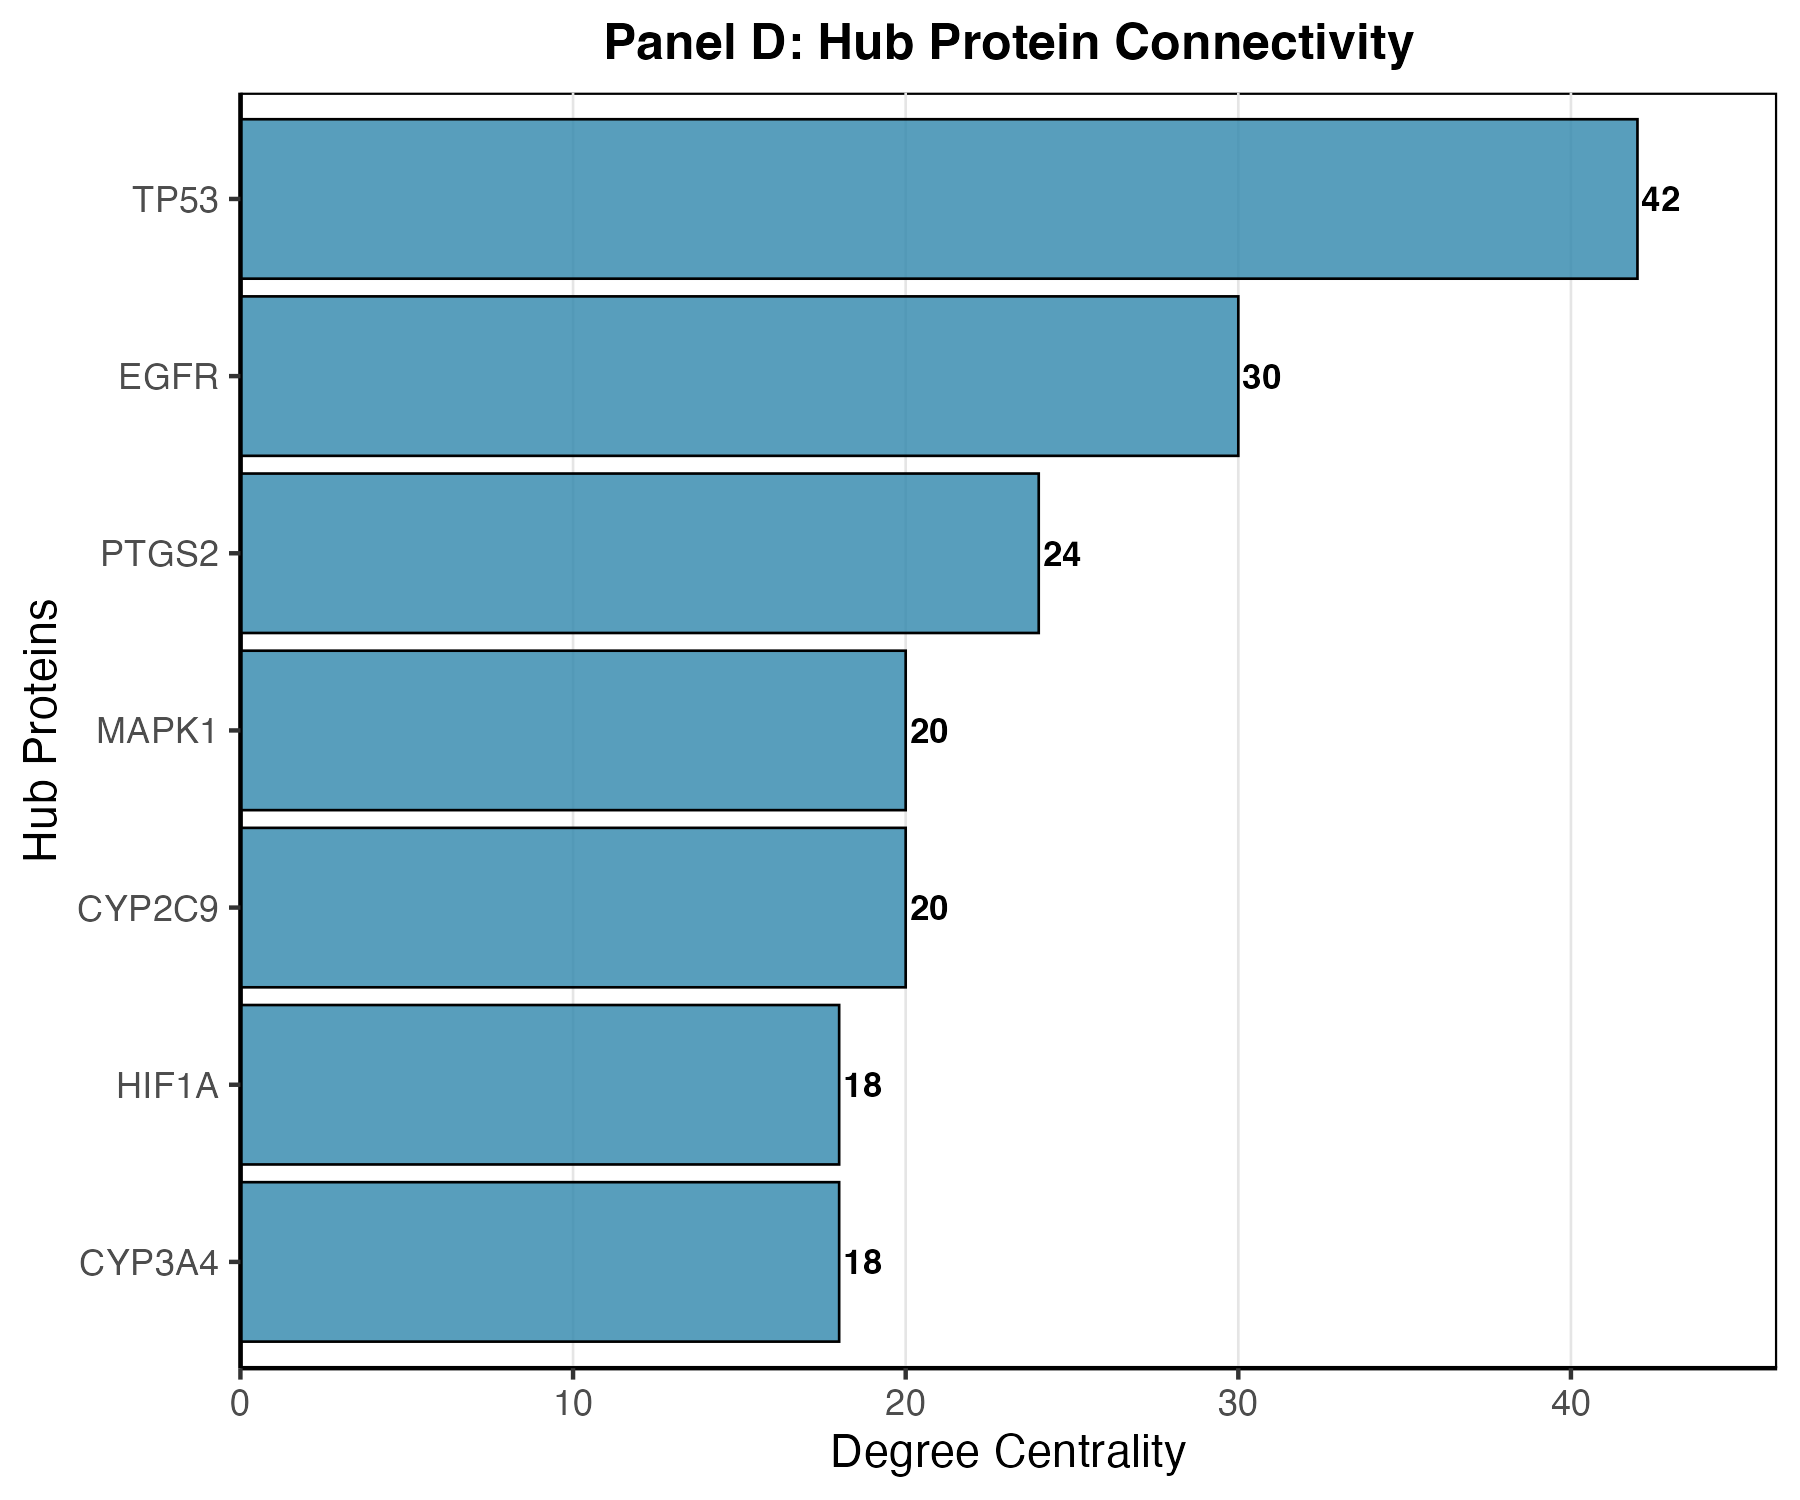 Panel D: Hub Protein Connectivity
Hub Proteins
TP53
42
EGFR
30
PTGS2
24
MAPK1
20
CYP2C9
20
HIF1A
18
CYP3A4
18
0 10 20 30 40
Degree Centrality